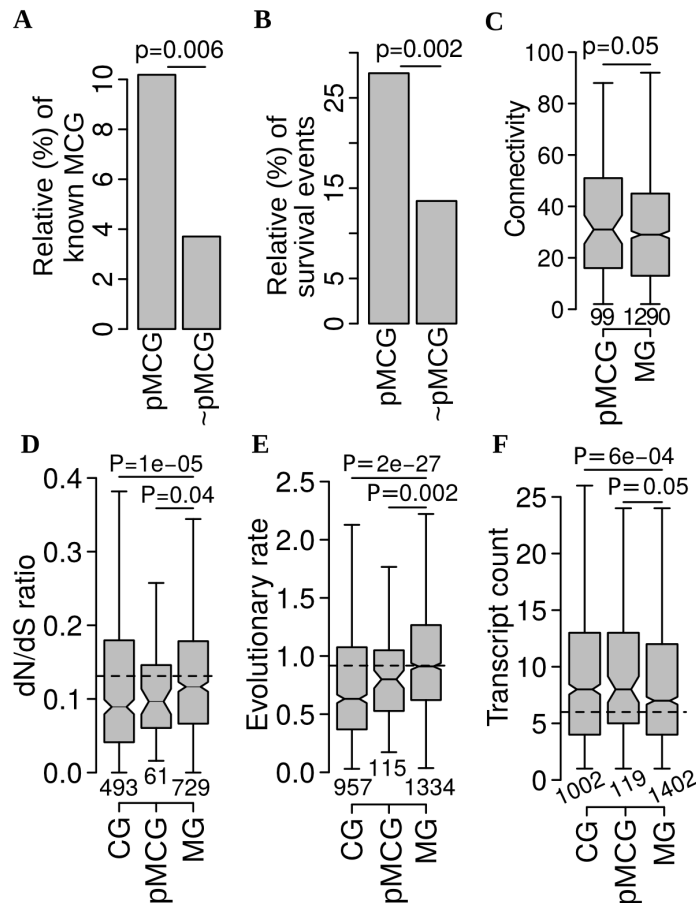 A
p=0.006
Relative (%) of
known MCG
0
2
4
6
8
10
pMCG
~pMCG
B
p=0.002
Relative (%) of
survival events
0
5
15
25
pMCG
~pMCG
C
p=0.05
Connectivity
100
80
60
40
20
0
99 1290
pMCG
MG
D
P=1e-05
P=0.04
dN/dS ratio
0.4
0.3
0.2
0.1
0.0
493 61 729
CG
pMCG
MG
E
P=2e-27
P=0.002
Evolutionary rate
2.5
2.0
1.5
1.0
0.5
0.0
957 115 1334
CG
pMCG
MG
F
P=6e-04
P=0.05
Transcript count
25
20
15
10
5
0
1002 119 1402
CG
pMCG
MG